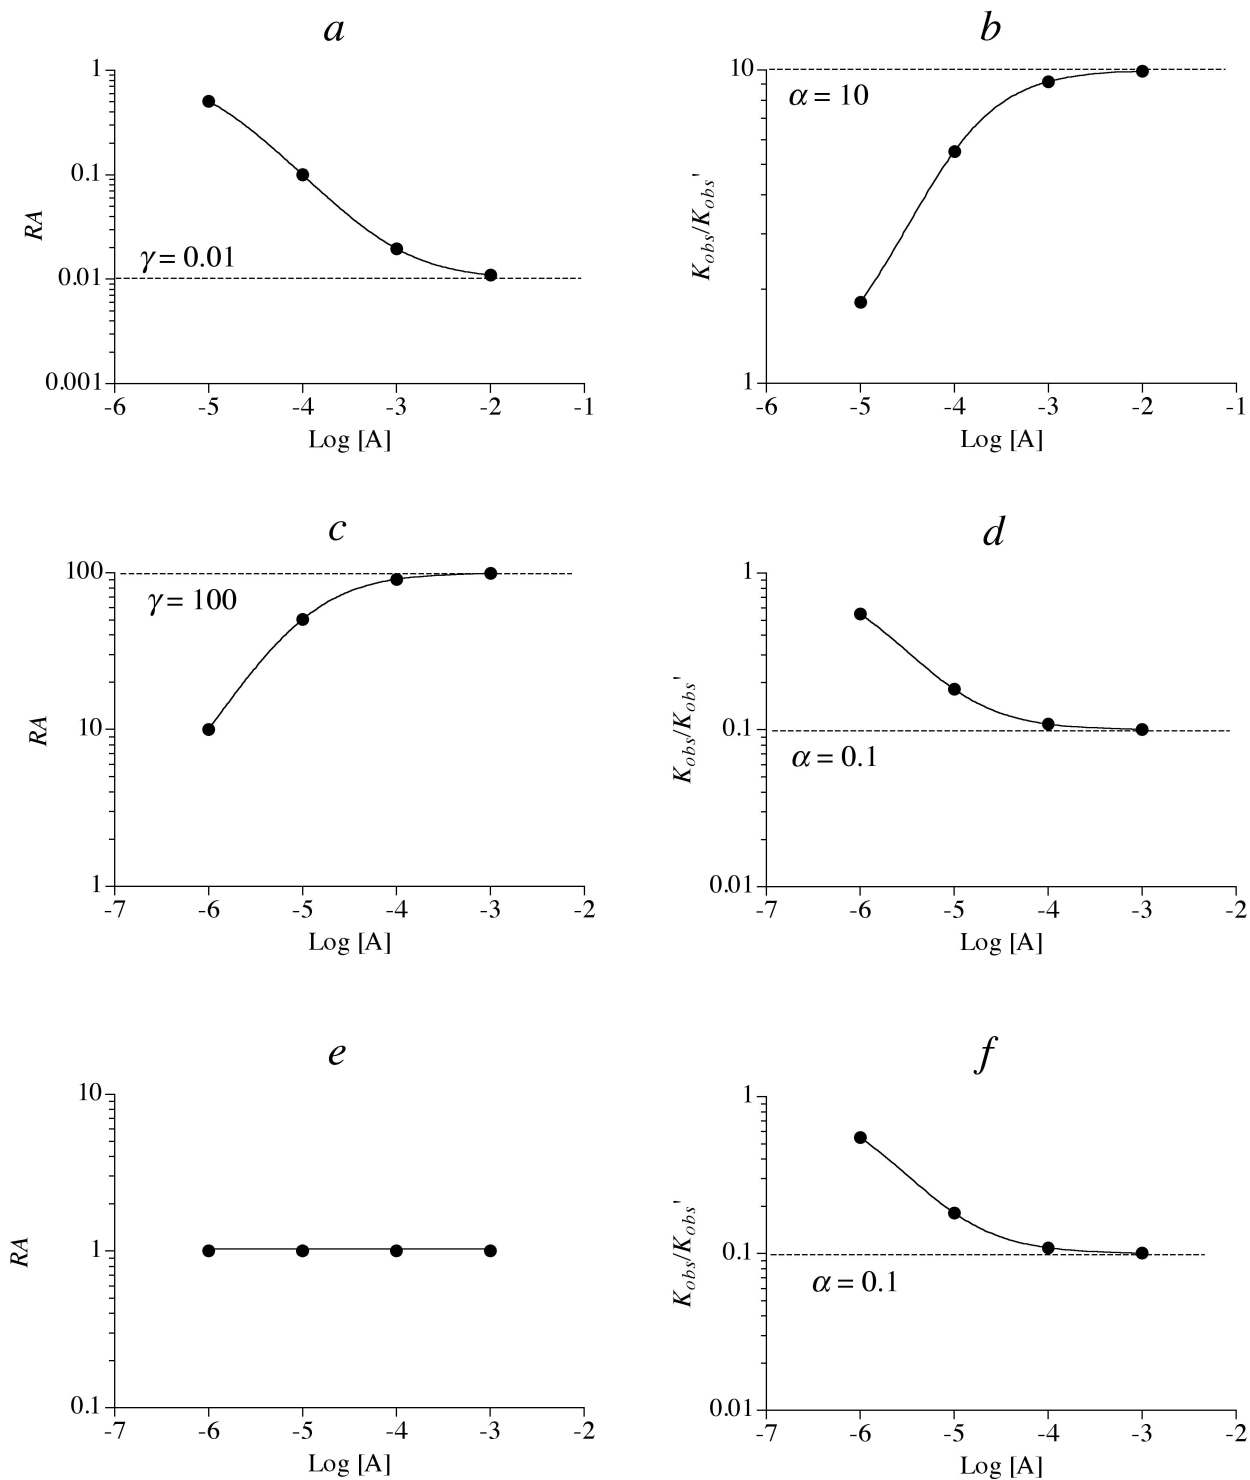 a
1
0.1
0.01
0.001
RA
γ = 0.01
-6 -5 -4 -3 -2 -1
Log [A]
b
10
1
K_obs/K_obs'
α = 10
-6 -5 -4 -3 -2 -1
Log [A]
c
100
10
1
RA
γ = 100
-7 -6 -5 -4 -3 -2
Log [A]
d
1
0.1
0.01
K_obs/K_obs'
α = 0.1
-7 -6 -5 -4 -3 -2
Log [A]
e
10
1
0.1
RA
-7 -6 -5 -4 -3 -2
Log [A]
f
1
0.1
0.01
K_obs/K_obs'
α = 0.1
-7 -6 -5 -4 -3 -2
Log [A]